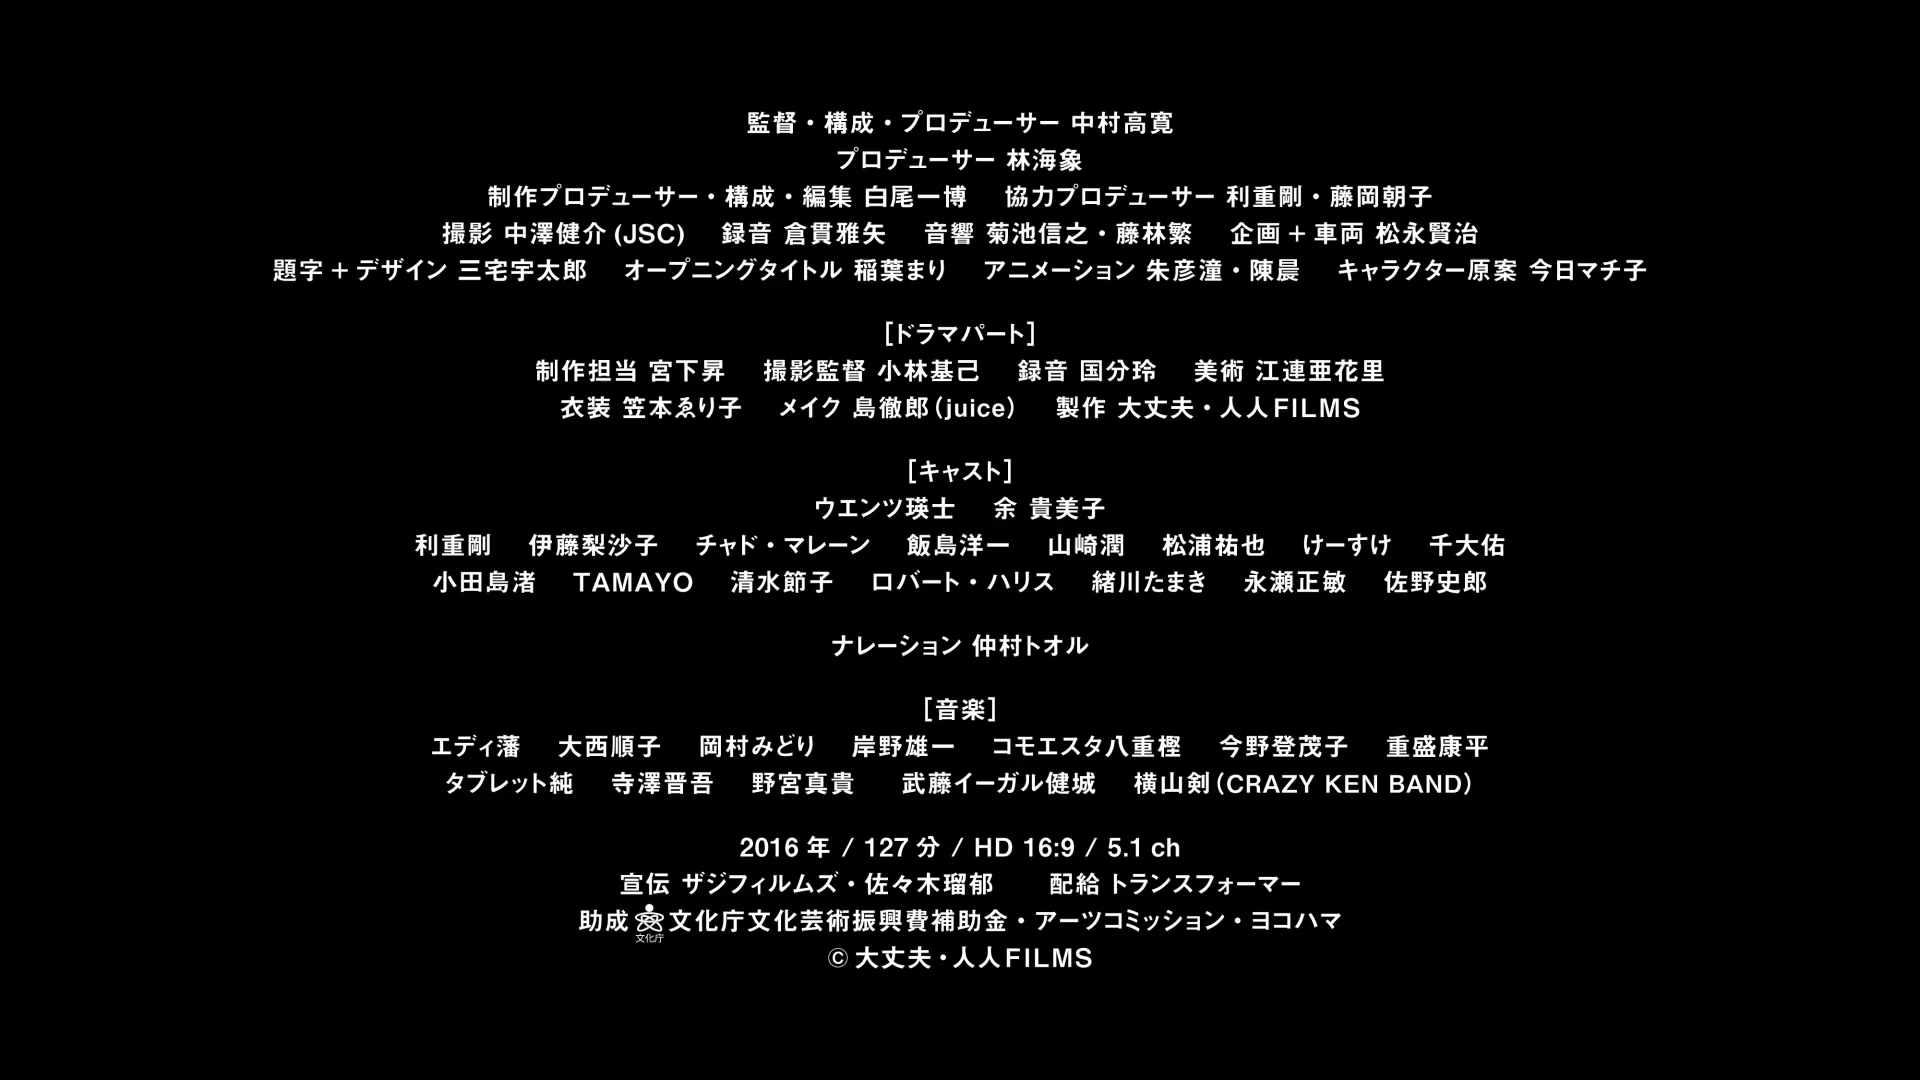 監督・構成・プロデューサー 中村高寛
プロデューサー 林海象
制作プロデューサー・構成・編集 白尾一博　協力プロデューサー 利重剛・藤岡朝子
撮影 中澤健介 (JSC)　録音 倉貫雅矢　音響 菊池信之・藤林繁　企画＋車両 松永賢治
題字＋デザイン 三宅宇太郎　オープニングタイトル 稲葉まり　アニメーション 朱彦潼・陳晨　キャラクター原案 今日マチ子
［ドラマパート］
制作担当 宮下昇　撮影監督 小林基己　録音 国分玲　美術 江連亜花里
衣装 笠本ゑり子　メイク 島徹郎（juice）　製作 大丈夫・人人FILMS
［キャスト］
ウエンツ瑛士　余 貴美子
利重剛　伊藤梨沙子　チャド・マレーン　飯島洋一　山崎潤　松浦祐也　けーすけ　千大佑
小田島渚　TAMAYO　清水節子　ロバート・ハリス　緒川たまき　永瀬正敏　佐野史郎
ナレーション 仲村トオル
［音楽］
エディ藩　大西順子　岡村みどり　岸野雄一　コモエスタ八重樫　今野登茂子　重盛康平
タブレット純　寺澤晋吾　野宮真貴　武藤イーガル健城　横山剣（CRAZY KEN BAND）
2016 年 / 127 分 / HD 16:9 / 5.1 ch
宣伝 ザジフィルムズ・佐々木瑠郁　配給 トランスフォーマー
助成 文化庁文化芸術振興費補助金・アーツコミッション・ヨコハマ
文化庁
© 大丈夫・人人FILMS